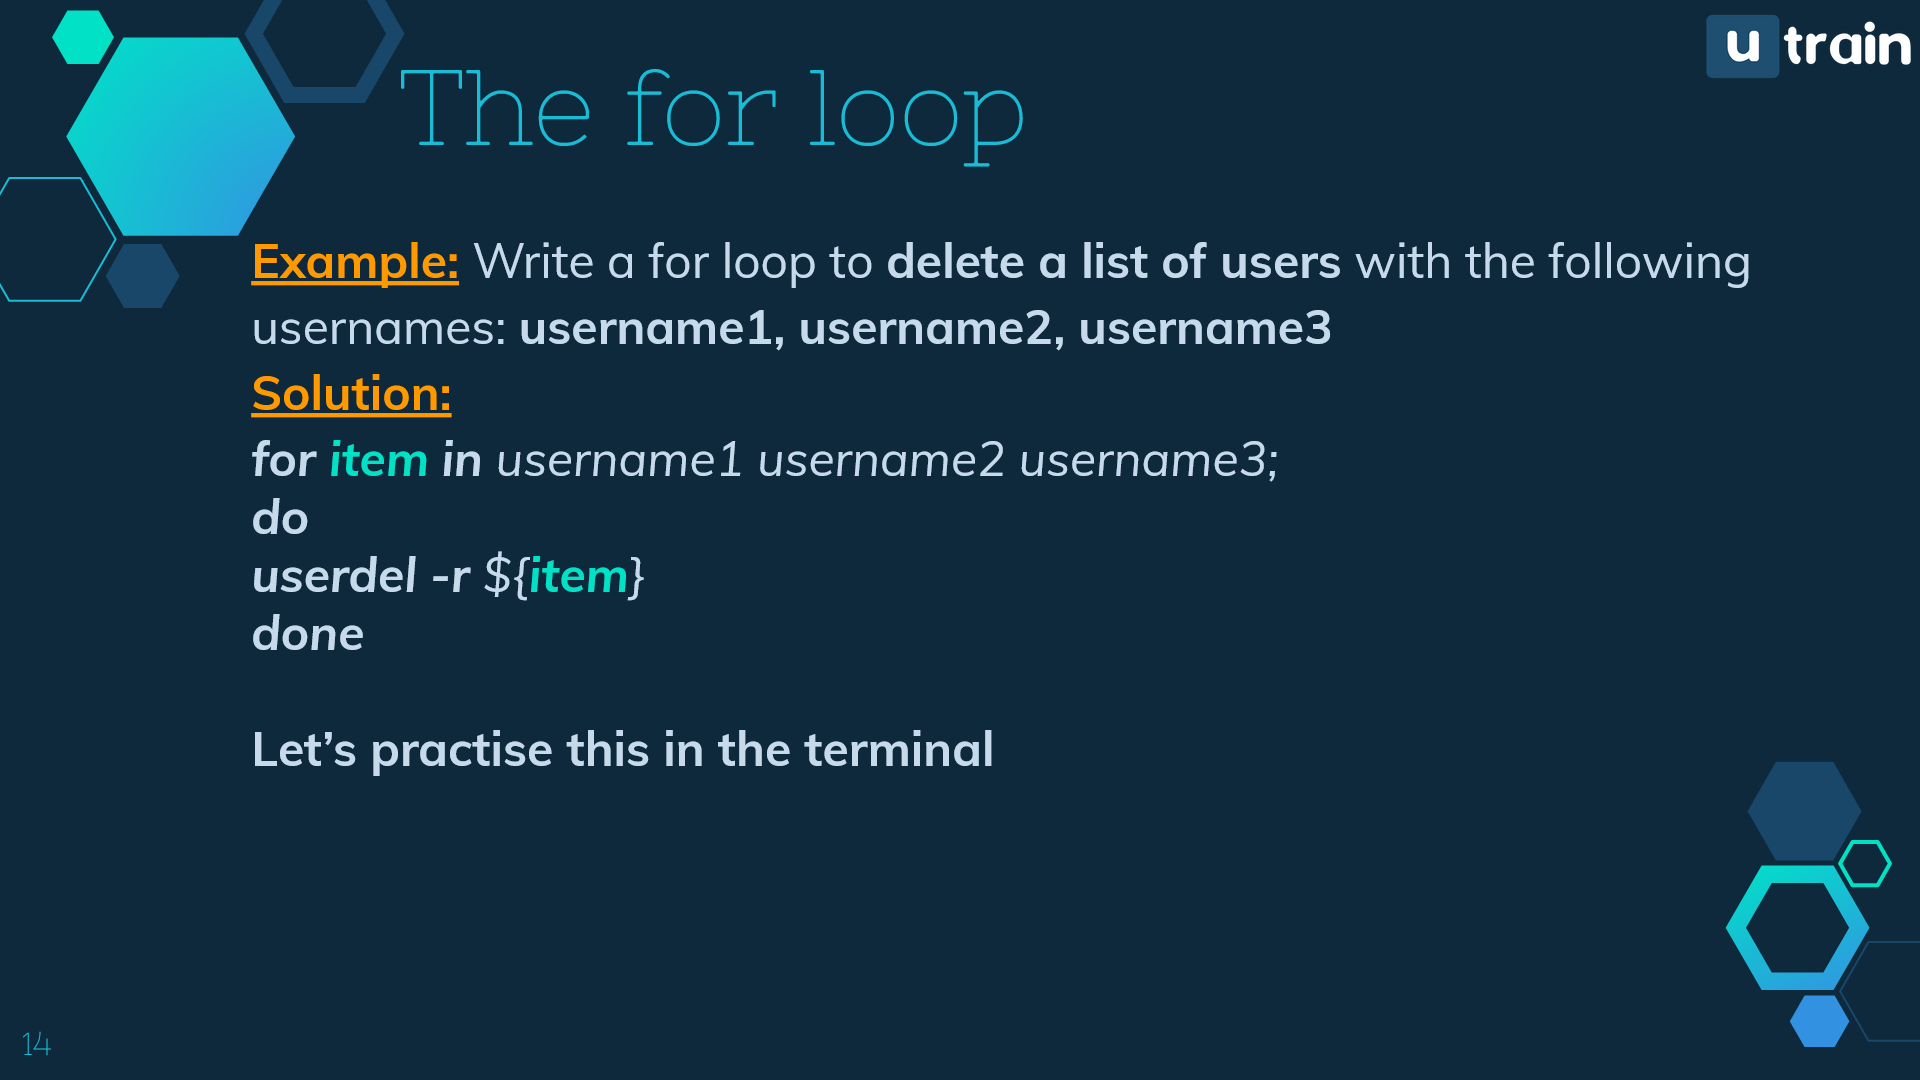 u train
The for loop
Example: Write a for loop to delete a list of users with the following
usernames: username1, username2, username3
Solution:
for item in username1 username2 username3;
do
userdel -r ${item}
done
Let’s practise this in the terminal
14